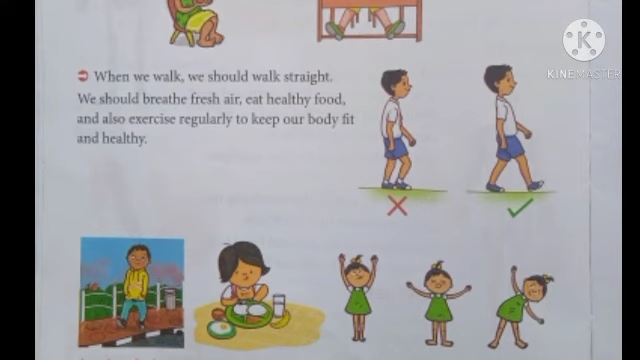 When we walk, we should walk straight.
We should breathe fresh air, eat healthy food,
and also exercise regularly to keep our body fit
and healthy.
KINEMASTER